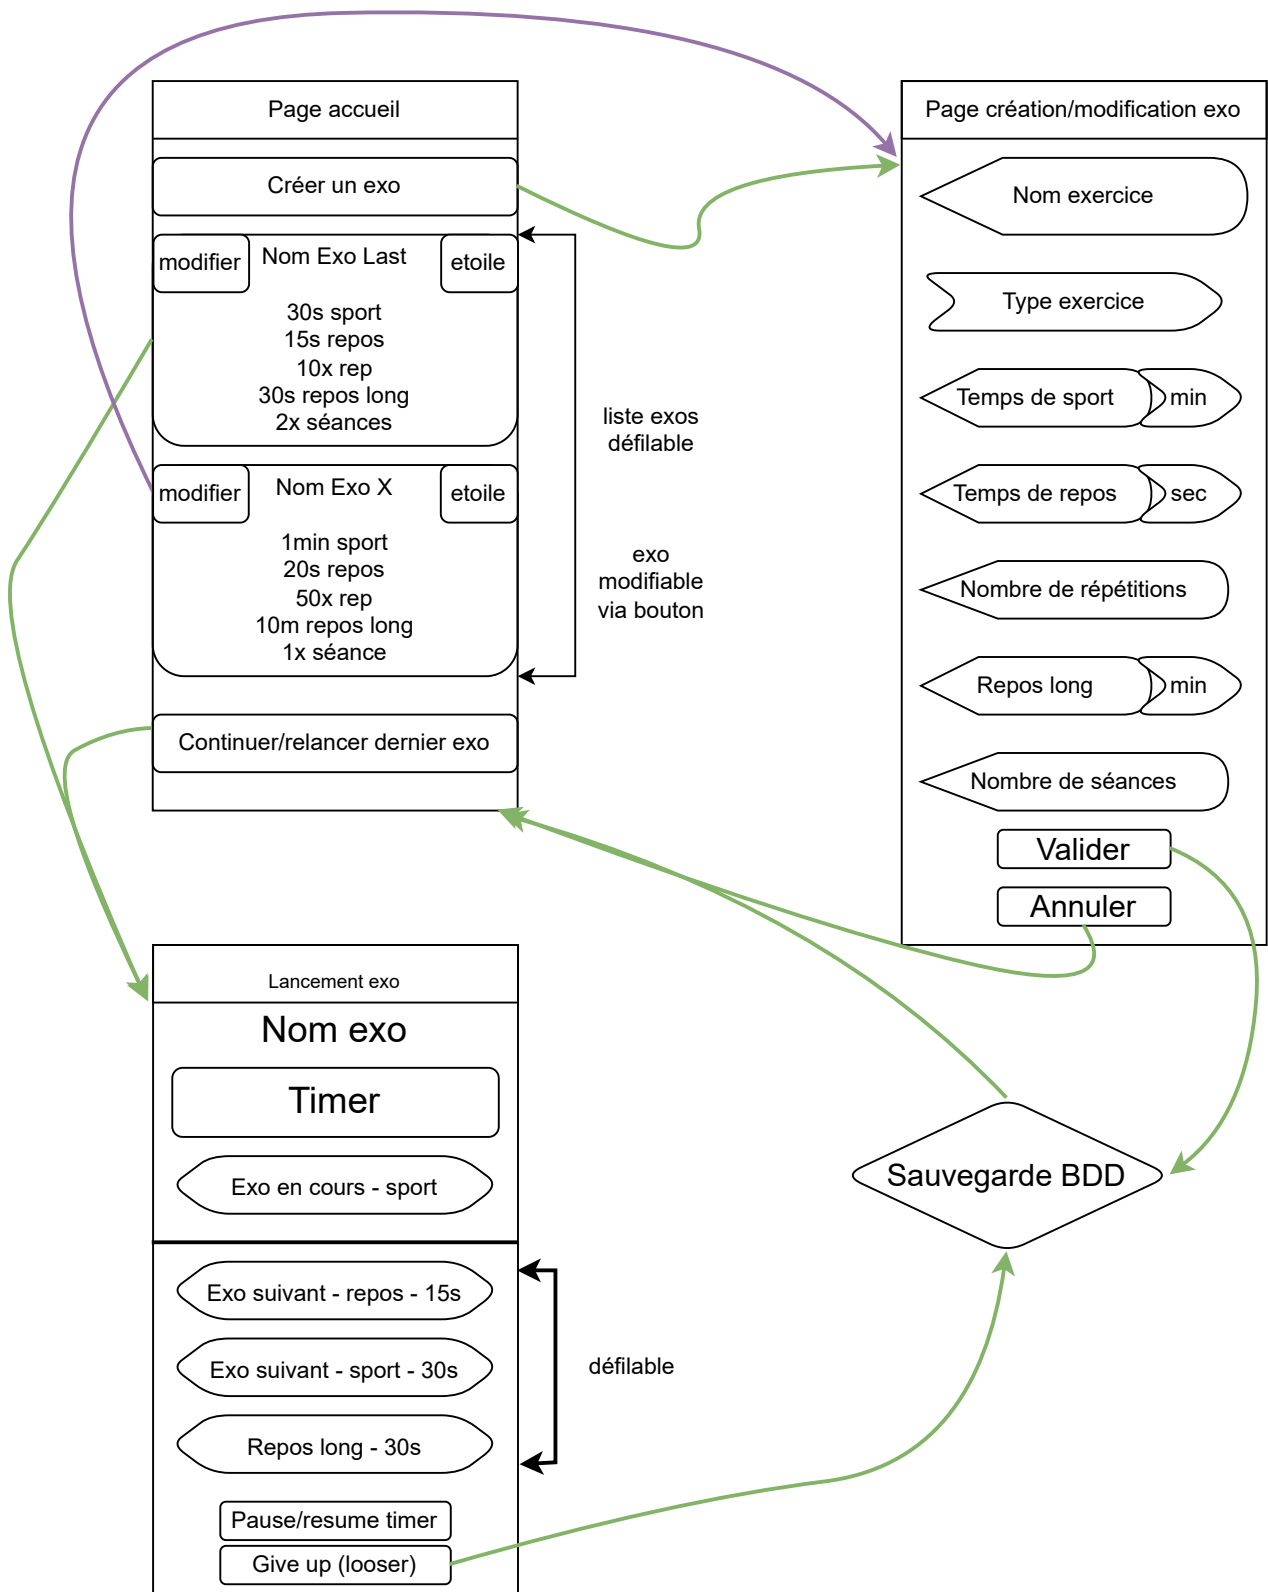 Page accueil
Créer un exo
modifier
Nom Exo Last
etoile
30s sport
15s repos
10x rep
30s repos long
2x séances
modifier
Nom Exo X
etoile
1min sport
20s repos
50x rep
10m repos long
1x séance
Continuer/relancer dernier exo
liste exos
défilable
exo
modifiable
via bouton
Page création/modification exo
Nom exercice
Type exercice
Temps de sport
min
Temps de repos
sec
Nombre de répétitions
Repos long
min
Nombre de séances
Valider
Annuler
Lancement exo
Nom exo
Timer
Exo en cours - sport
Exo suivant - repos - 15s
Exo suivant - sport - 30s
Repos long - 30s
défilable
Pause/resume timer
Give up (looser)
Sauvegarde BDD